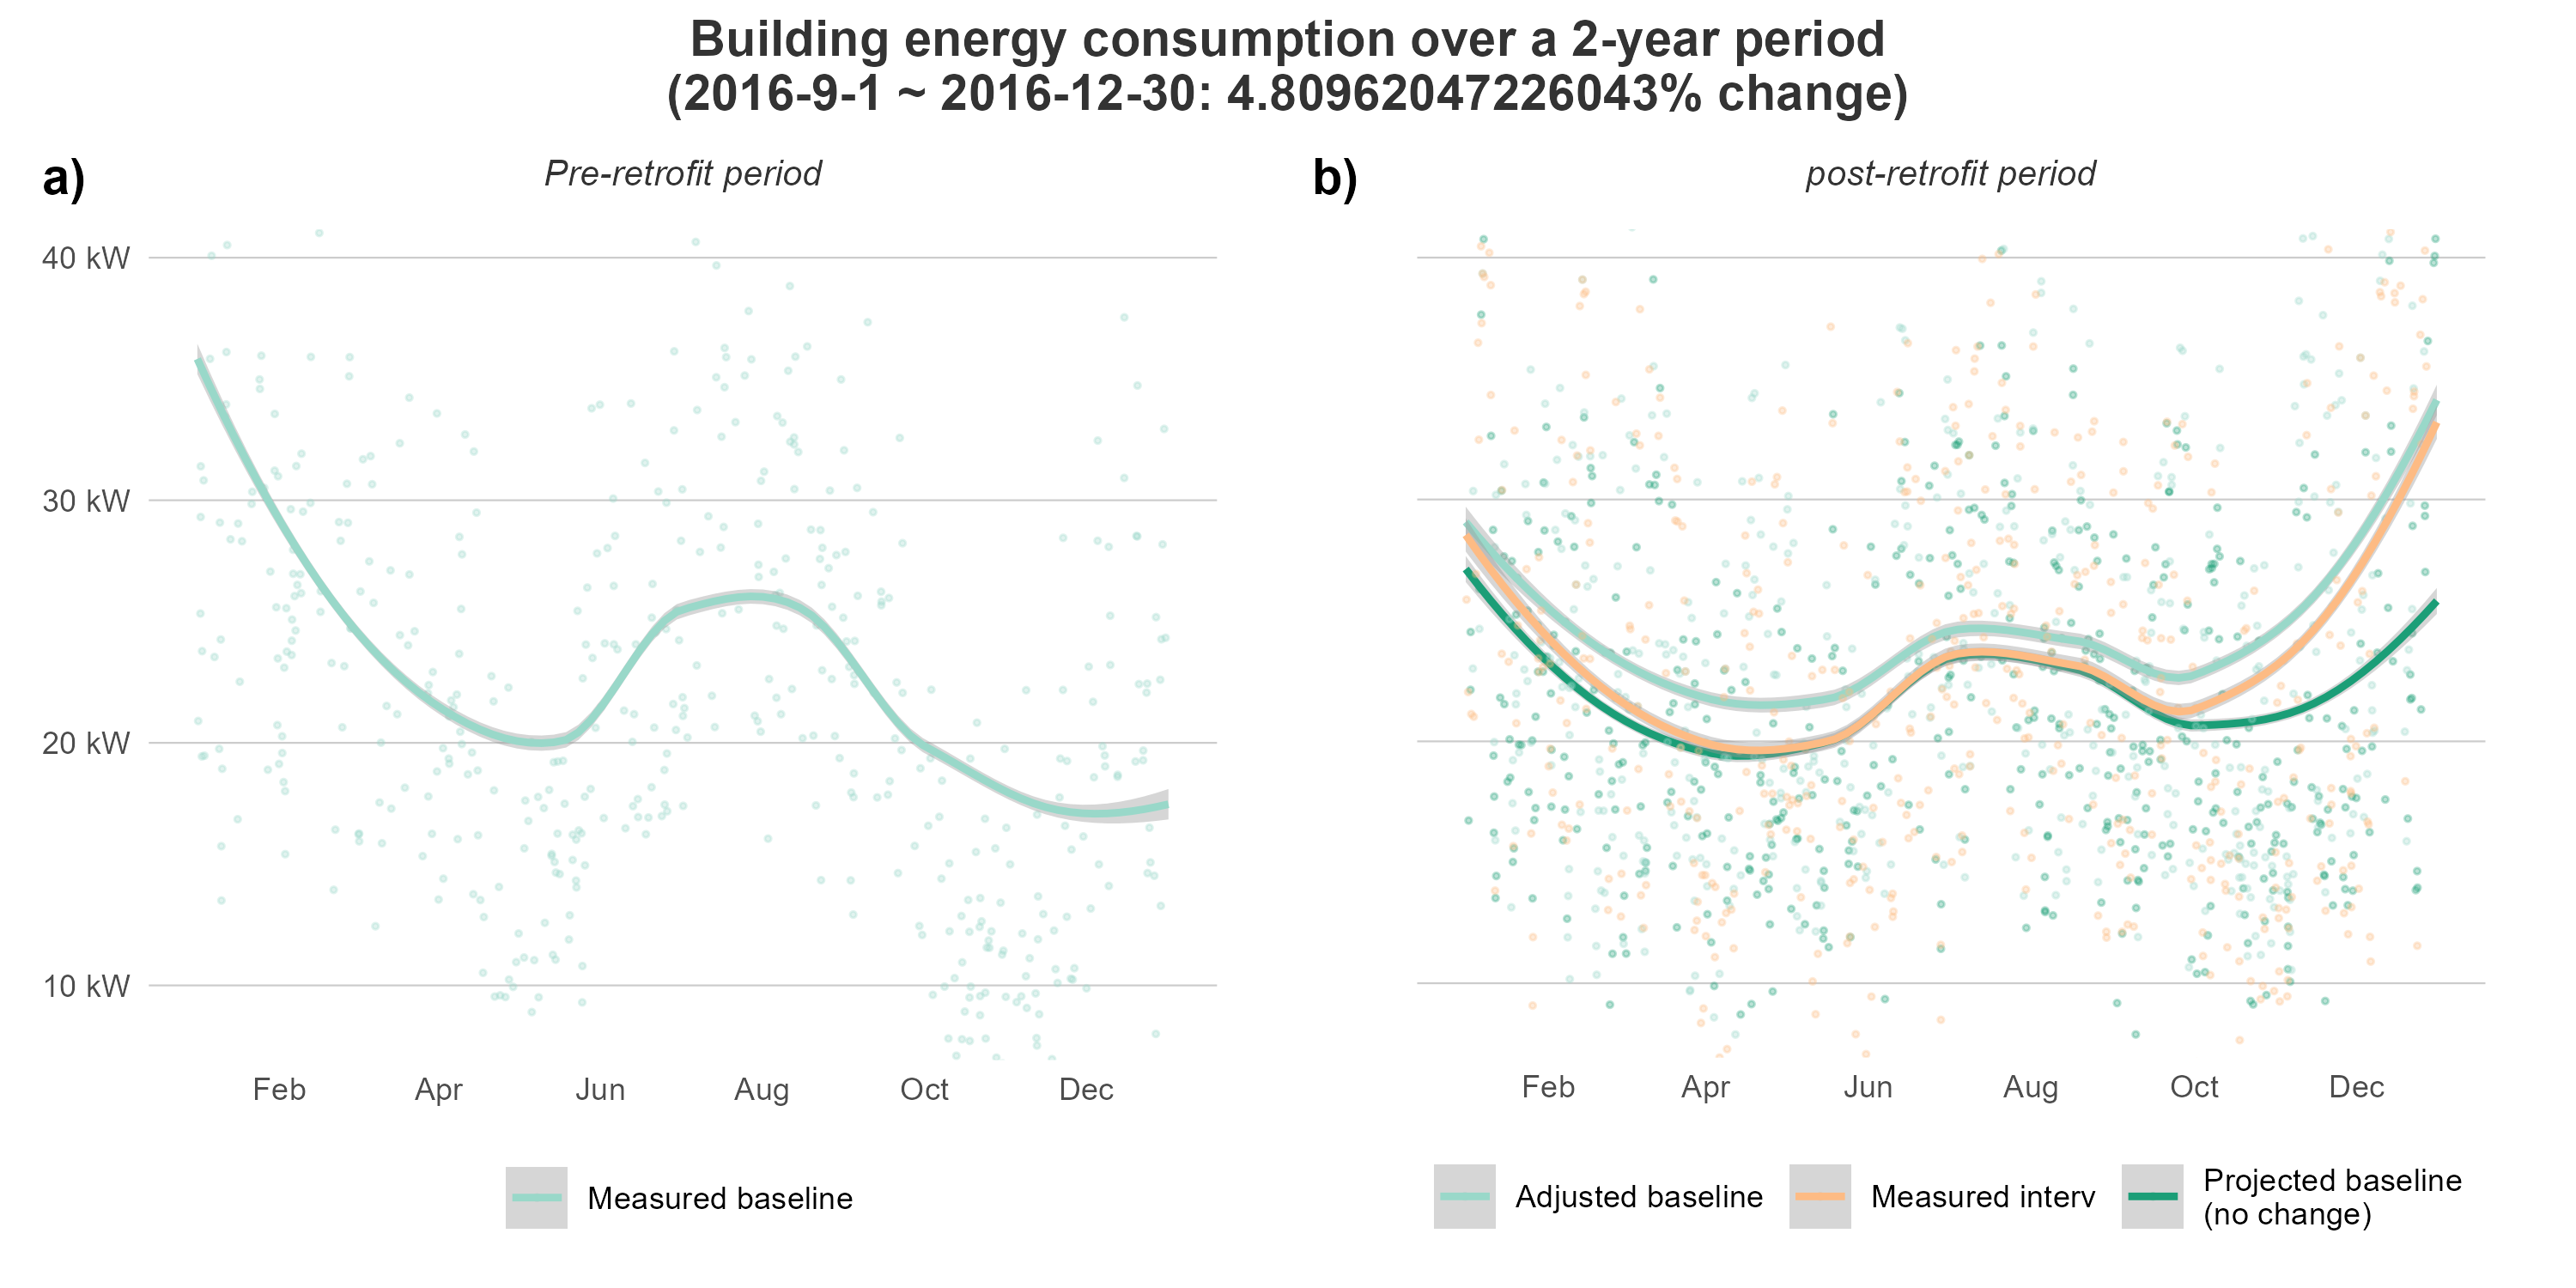 Building energy consumption over a 2-year period
(2016-9-1 ~ 2016-12-30: 4.80962047226043% change)
a)
Pre-retrofit period
40 kW
30 kW
20 kW
10 kW
Feb Apr Jun Aug Oct Dec
Measured baseline
b)
post-retrofit period
Feb Apr Jun Aug Oct Dec
Adjusted baseline
Measured interv
Projected baseline
(no change)